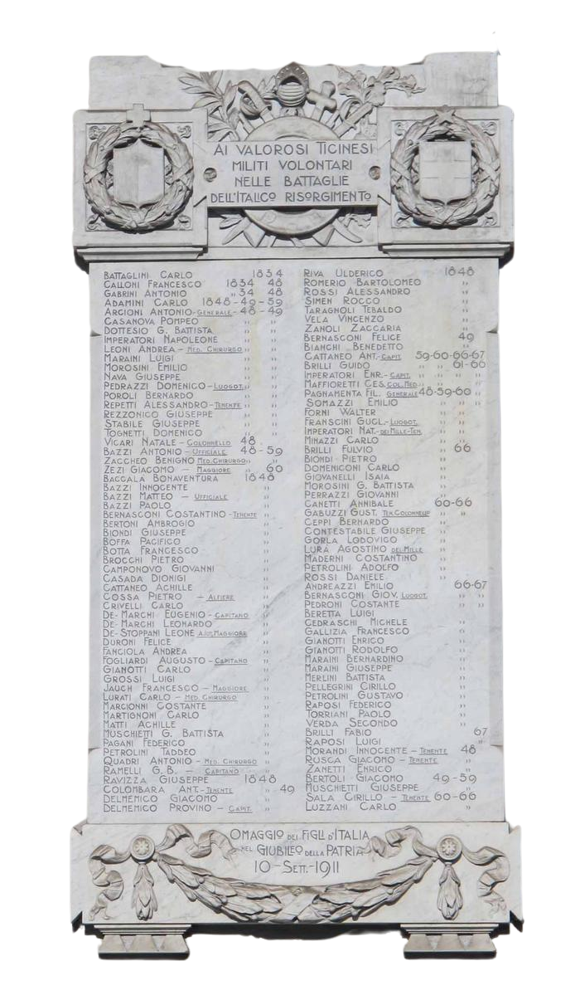 AI VALOROSI TICINESI
MILITI VOLONTARI
NELLE BATTAGLIE
DELL'ITALICO RISORGIMENTO
BATTAGLINI CARLO 1834
CALLONI FRANCESCO 1834 48
GABRINI ANTONIO „ 34 48
ADAMINI CARLO 1848-49-59
ARCIONI ANTONIO-GENERALE-48-49
CASANOVA POMPEO „ „
DOTTESIO G. BATTISTA „ „
IMPERATORI NAPOLEONE „ „
LEONI ANDREA-MED. CHIRURGO „ „
MARAINI LUIGI „ „
MOROSINI EMILIO „ „
NAVA GIUSEPPE „ „
PEDRAZZI DOMENICO-LUOGOT. „ „
POROLI BERNARDO „ „
REPETTI ALESSANDRO-TENENTE „ „
REZZONICO GIUSEPPE „ „
STABILE GIUSEPPE „ „
TOGNETTI DOMENICO „ „
VICARI NATALE-COLONNELLO 48
BAZZI ANTONIO-UFFICIALE 48-59
ZACCHEO BENIGNO MED. CHIRURGO „ „
ZEZI GIACOMO - MAGGIORE „ 60
BACCALA BONAVENTURA 1848
BAZZI INNOCENTE „
BAZZI MATTEO - UFFICIALE „
BAZZI PAOLO „
BERNASCONI COSTANTINO-TENENTE „
BERTONI AMBROGIO „
BIONDI GIUSEPPE „
BOFFA PACIFICO „
BOTTA FRANCESCO „
BROCCHI PIETRO „
CAMPONOVO GIOVANNI „
CASADA DIONIGI „
CATTANEO ACHILLE „
COSSA PIETRO - ALFIERE „
CRIVELLI CARLO „
DE-MARCHI EUGENIO-CAPITANO „
DE-MARCHI LEONARDO „
DE-STOPPANI LEONE AJUT. MAGGIORE „
DURONI FELICE „
FANCIOLA ANDREA „
FOGLIARDI AUGUSTO-CAPITANO „
GIANOTTI CARLO „
GROSSI LUIGI „
JAUCH FRANCESCO-MAGGIORE „
LURATI CARLO-MED. CHIRURGO „
MARCIONNI COSTANTE „
MARTIGNONI CARLO „
MATTI ACHILLE „
MUSCHIETTI G. BATTISTA „
PAGANI FEDERICO „
PETROLINI TADDEO „
QUADRI ANTONIO-MED. CHIRURGO „
RAMELLI G.B. - CAPITANO „
RAVIZZA GIUSEPPE 1848
COLOMBARA ANT.-TENENTE „ 49
DELMENICO GIACOMO „
DELMENICO PROVINO-CAPIT. „
RIVA ULDERICO 1848
ROMERIO BARTOLOMEO „
ROSSI ALESSANDRO „
SIMEN ROCCO „
TARAGNOLI TEBALDO „
VELA VINCENZO „
ZANOLI ZACCARIA „
BERNASCONI FELICE 49
BIANCHI BENEDETTO „
CATTANEO ANT.-CAPIT. 59-60-66-67
BRILLI GUIDO „ „ 61-66
IMPERATORI ENR.-CAPIT. „ „ „ „
MAFFIORETTI CES. COL. MED. „ „ „
PAGNAMENTA FIL. GENERALE 48-59-60 „
SOMAZZI EMILIO „ „ „
FORNI WALTER „ „
FRANSCINI GUGL.-LUOGOT. „ „
IMPERATORI NAT.-DEI MILLE-TEN. „ „
MINAZZI CARLO „ „
BRILLI FULVIO „ 66
BIONDI PIETRO „
DOMENICONI CARLO „
GIOVANELLI ISAIA „
MOROSINI G. BATTISTA „
PERRAZZI GIOVANNI „
CANETTI ANNIBALE 60-66
GABUZZI GUST. TEN. COLONNELLO „ „
CEPPI BERNARDO „
CONTESTABILE GIUSEPPE „
GORLA LODOVICO „
LURÀ AGOSTINO DEI MILLE „
MADERNI COSTANTINO „
PETROLINI ADOLFO „
ROSSI DANIELE „
ANDREAZZI EMILIO 66-67
BERNASCONI GIOV. LUOGOT. „ „
PEDRONI COSTANTE „ „
BERETTA LUIGI „
CEDRASCHI MICHELE „
GALLIZIA FRANCESCO „
GIANOTTI ENRICO „
GIANOTTI RODOLFO „
MARAINI BERNARDINO „
MARAINI GIUSEPPE „
MERLINI BATTISTA „
PELLEGRINI CIRILLO „
PETROLINI GUSTAVO „
RAPOSI FEDERICO „
TORRIANI PAOLO „
VERDA SECONDO „
BRILLI FABIO 67
RAPOSI LUIGI „
MORANDI INNOCENTE-TENENTE 48
RUSCA GIACOMO-TENENTE „
ZANETTI ENRICO „
BERTOLI GIACOMO 49-59
MUSCHIETTI GIUSEPPE „
SALA CIRILLO-TENENTE 60-66
LUZZANI CARLO „
OMAGGIO DEI FIGLI D'ITALIA
NEL GIUBILEO DELLA PATRIA
10-SETT.-1911